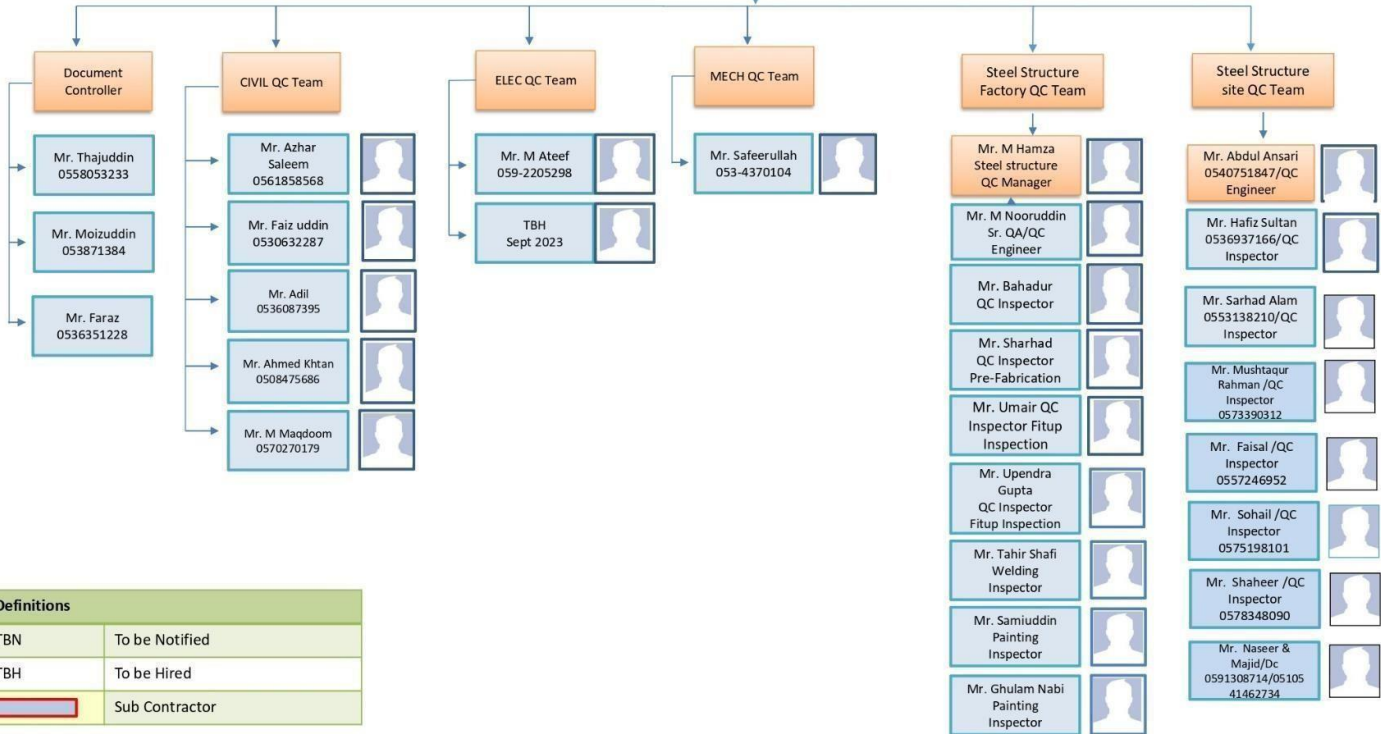 Document
Controller
Mr. Thajuddin
0558053233
Mr. Moizuddin
053871384
Mr. Faraz
0536351228
CIVIL QC Team
Mr. Azhar
Saleem
0561858568
Mr. Faiz uddin
0530632287
Mr. Adil
0536087395
Mr. Ahmed Khtan
0508475686
Mr. M Maqdoom
0570270179
ELEC QC Team
Mr. M Ateef
059-2205298
TBH
Sept 2023
MECH QC Team
Mr. Safeerullah
053-4370104
Steel Structure
Factory QC Team
Mr. M Hamza
Steel structure
QC Manager
Mr. M Nooruddin
Sr. QA/QC
Engineer
Mr. Bahadur
QC Inspector
Mr. Sharhad
QC Inspector
Pre-Fabrication
Mr. Umair QC
Inspector Fitup
Inspection
Mr. Upendra
Gupta
QC Inspector
Fitup Inspection
Mr. Tahir Shafi
Welding
Inspector
Mr. Samiuddin
Painting
Inspector
Mr. Ghulam Nabi
Painting
Inspector
Steel Structure
site QC Team
Mr. Abdul Ansari
0540751847/QC
Engineer
Mr. Hafiz Sultan
0536937166/QC
Inspector
Mr. Sarhad Alam
0553138210/QC
Inspector
Mr. Mushtaqur
Rahman /QC
Inspector
0573390312
Mr. Faisal /QC
Inspector
0557246952
Mr. Sohail /QC
Inspector
0575198101
Mr. Shaheer /QC
Inspector
0578348090
Mr. Naseer &
Majid/Dc
0591308714/05105
41462734
Definitions
TBN To be Notified
TBH To be Hired
Sub Contractor